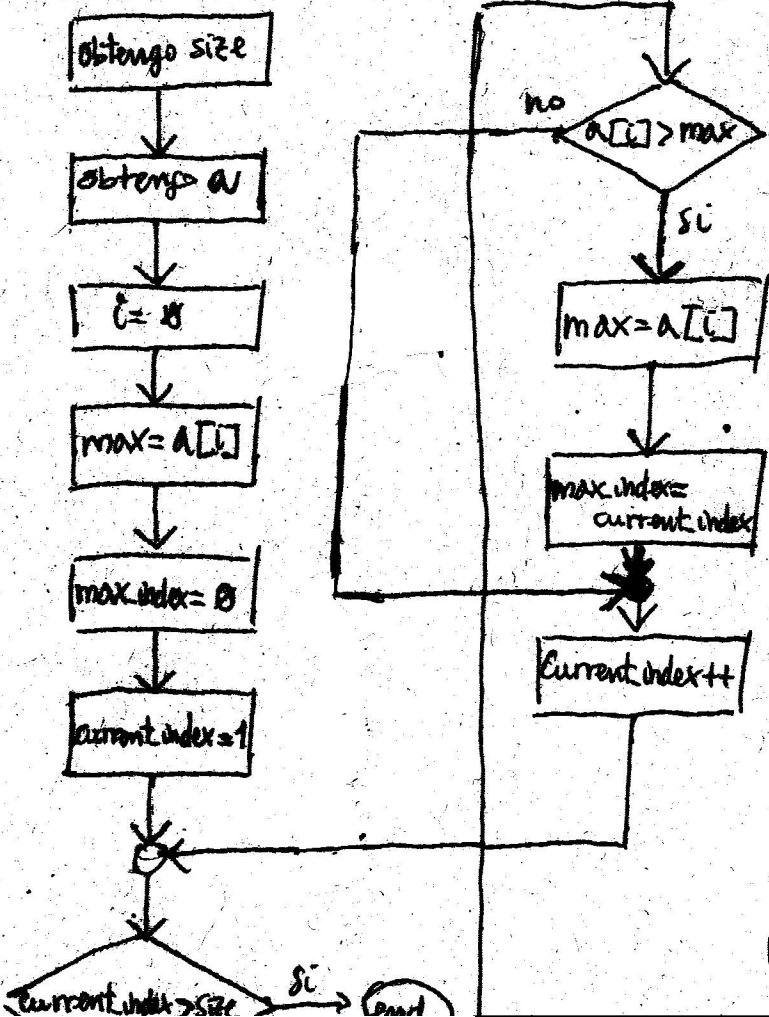 obtengo size
obtengo a
i = 0
max = a[i]
max_index = 0
current_index = 1
current_index > size
si
end
no
a[i] > max
si
max = a[i]
max_index =
current_index
current_index++